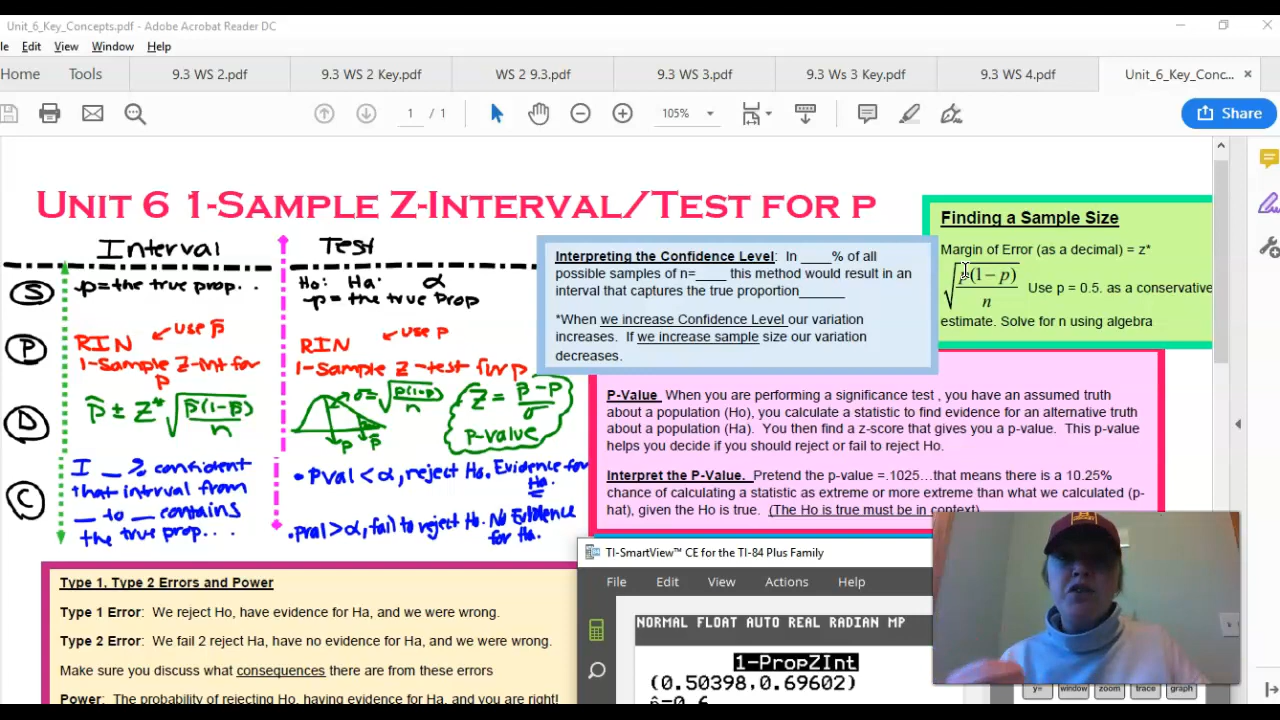 Unit_6_Key_Concepts.pdf - Adobe Acrobat Reader DC
le Edit View Window Help
Home Tools 9.3 WS 2.pdf 9.3 WS 2 Key.pdf WS 2 9.3.pdf 9.3 WS 3.pdf 9.3 Ws 3 Key.pdf 9.3 WS 4.pdf Unit_6_Key_Conc... ×
1 / 1 105% Share
Unit 6 1-Sample Z-Interval/Test for p
Interval
Test
S
p=the true prop...
Ho: Ha: α
p=the true prop
P
RIN ← use p̂
1-Sample Z-int for
p
RIN ← use p
1-Sample Z-test for p
D
p̂ ± Z* √p̂(1-p̂)/n
σ=√p(1-p)/n
p p̂
Z = p̂-p/σ
p-value
C
I __% confident
that interval from
__ to __ contains
the true prop...
• pval < α, reject Ho. Evidence for
Ha.
• pval > α, fail to reject Ho. No Evidence
for Ha.
Interpreting the Confidence Level: In ____% of all
possible samples of n= ___ this method would result in an
interval that captures the true proportion______
*When we increase Confidence Level our variation
increases. If we increase sample size our variation
decreases.
Finding a Sample Size
Margin of Error (as a decimal) = z*
√p(1−p)/n Use p = 0.5. as a conservative
estimate. Solve for n using algebra
P-Value When you are performing a significance test , you have an assumed truth
about a population (Ho), you calculate a statistic to find evidence for an alternative truth
about a population (Ha). You then find a z-score that gives you a p-value. This p-value
helps you decide if you should reject or fail to reject Ho.
Interpret the P-Value. Pretend the p-value =.1025…that means there is a 10.25%
chance of calculating a statistic as extreme or more extreme than what we calculated (p-
hat), given the Ho is true. (The Ho is true must be in context)
Type 1, Type 2 Errors and Power
Type 1 Error: We reject Ho, have evidence for Ha, and we were wrong.
Type 2 Error: We fail 2 reject Ha, have no evidence for Ha, and we were wrong.
Make sure you discuss what consequences there are from these errors
Power: The probability of rejecting Ho, having evidence for Ha, and you are right!
TI-SmartView™ CE for the TI-84 Plus Family
File Edit View Actions Help
NORMAL FLOAT AUTO REAL RADIAN MP
1-PropZInt
(0.50398,0.69602)
p̂=0.6
y= window zoom trace graph